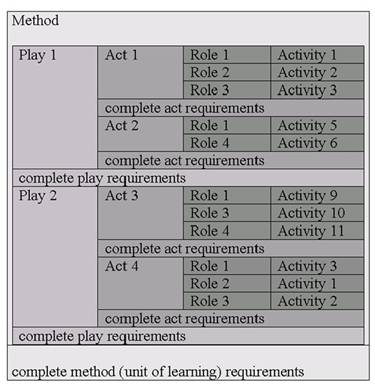 Method
Play 1 Act 1 Role 1 Activity 1
Role 2 Activity 2
Role 3 Activity 3
complete act requirements
Act 2 Role 1 Activity 5
Role 4 Activity 6
complete act requirements
complete play requirements
Play 2 Act 3 Role 1 Activity 9
Role 3 Activity 10
Role 4 Activity 11
complete act requirements
Act 4 Role 1 Activity 3
Role 2 Activity 1
Role 3 Activity 2
complete act requirements
complete play requirements
complete method (unit of learning) requirements